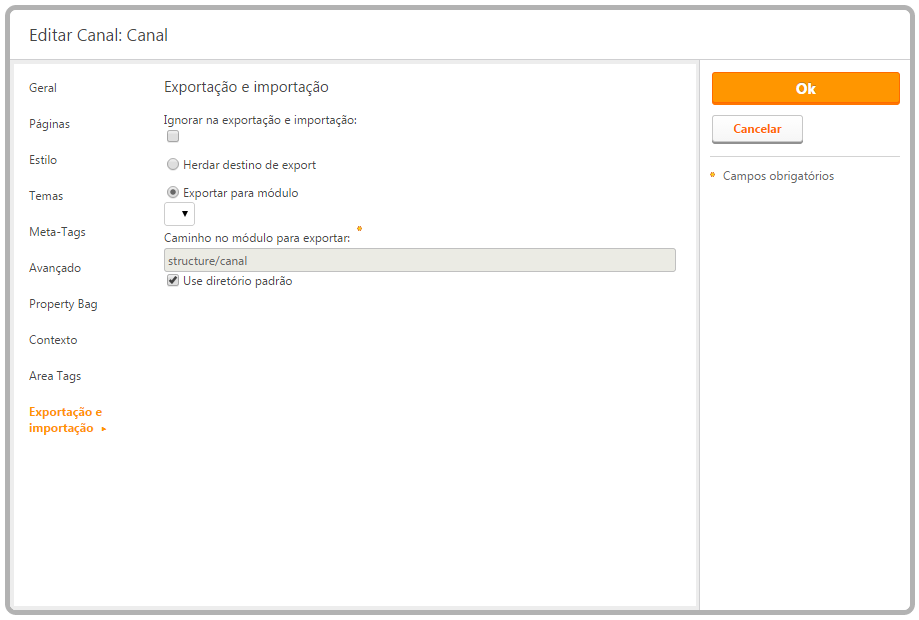 Editar Canal: Canal
Geral
Páginas
Estilo
Temas
Meta-Tags
Avançado
Property Bag
Contexto
Area Tags
Exportação e
importação ▸
Exportação e importação
Ignorar na exportação e importação:
Herdar destino de export
Exportar para módulo
Caminho no módulo para exportar: *
structure/canal
Use diretório padrão
Ok
Cancelar
* Campos obrigatórios